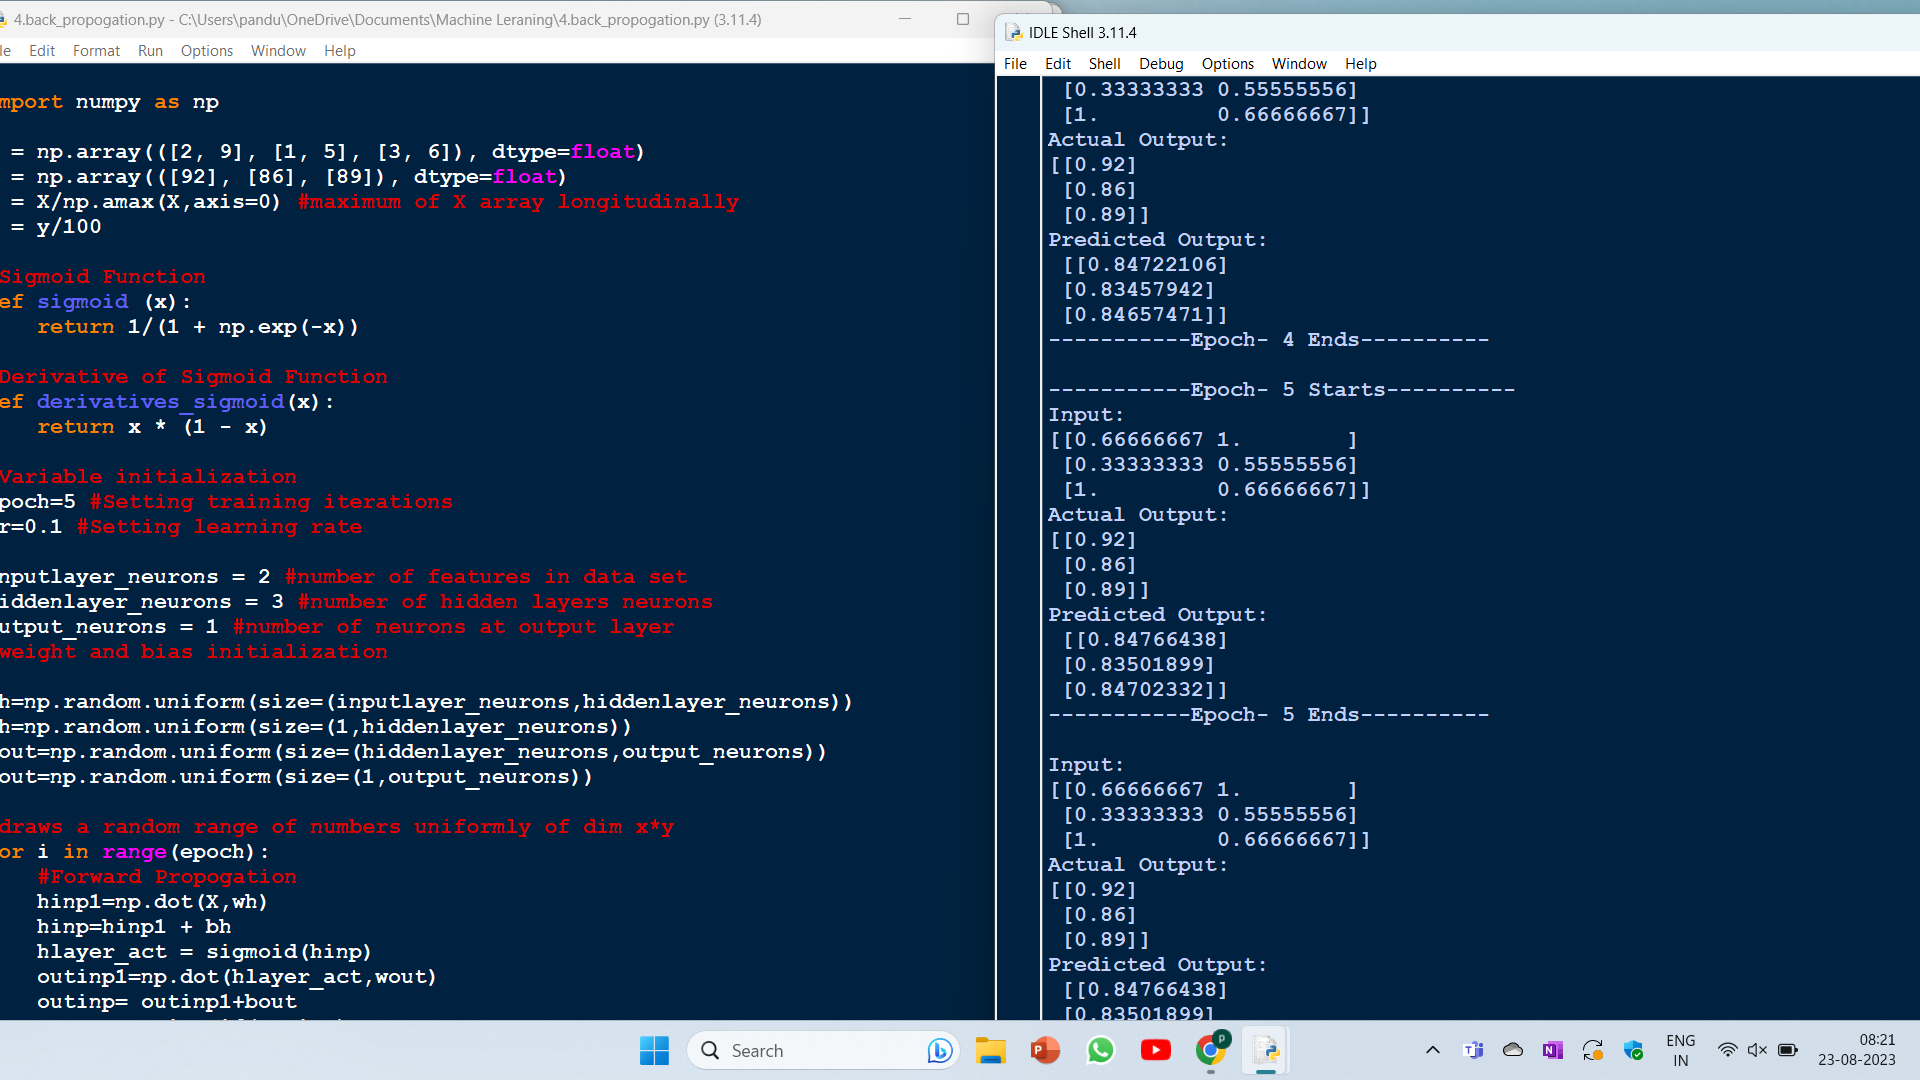 4.back_propogation.py - C:\Users\pandu\OneDrive\Documents\Machine Leraning\4.back_propogation.py (3.11.4)
le Edit Format Run Options Window Help
mport numpy as np
= np.array(([2, 9], [1, 5], [3, 6]), dtype=float)
= np.array(([92], [86], [89]), dtype=float)
= X/np.amax(X,axis=0) #maximum of X array longitudinally
= y/100
Sigmoid Function
ef sigmoid (x):
return 1/(1 + np.exp(-x))
Derivative of Sigmoid Function
ef derivatives_sigmoid(x):
return x * (1 - x)
Variable initialization
poch=5 #Setting training iterations
r=0.1 #Setting learning rate
nputlayer_neurons = 2 #number of features in data set
iddenlayer_neurons = 3 #number of hidden layers neurons
utput_neurons = 1 #number of neurons at output layer
weight and bias initialization
h=np.random.uniform(size=(inputlayer_neurons,hiddenlayer_neurons))
h=np.random.uniform(size=(1,hiddenlayer_neurons))
out=np.random.uniform(size=(hiddenlayer_neurons,output_neurons))
out=np.random.uniform(size=(1,output_neurons))
draws a random range of numbers uniformly of dim x*y
or i in range(epoch):
#Forward Propogation
hinp1=np.dot(X,wh)
hinp=hinp1 + bh
hlayer_act = sigmoid(hinp)
outinp1=np.dot(hlayer_act,wout)
outinp= outinp1+bout
IDLE Shell 3.11.4
File Edit Shell Debug Options Window Help
[0.33333333 0.55555556]
[1. 0.66666667]]
Actual Output:
[[0.92]
[0.86]
[0.89]]
Predicted Output:
[[0.84722106]
[0.83457942]
[0.84657471]]
-----------Epoch- 4 Ends----------
-----------Epoch- 5 Starts----------
Input:
[[0.66666667 1. ]
[0.33333333 0.55555556]
[1. 0.66666667]]
Actual Output:
[[0.92]
[0.86]
[0.89]]
Predicted Output:
[[0.84766438]
[0.83501899]
[0.84702332]]
-----------Epoch- 5 Ends----------
Input:
[[0.66666667 1. ]
[0.33333333 0.55555556]
[1. 0.66666667]]
Actual Output:
[[0.92]
[0.86]
[0.89]]
Predicted Output:
[[0.84766438]
[0.83501899]
Search
P
P
N
ENG
IN
08:21
23-08-2023